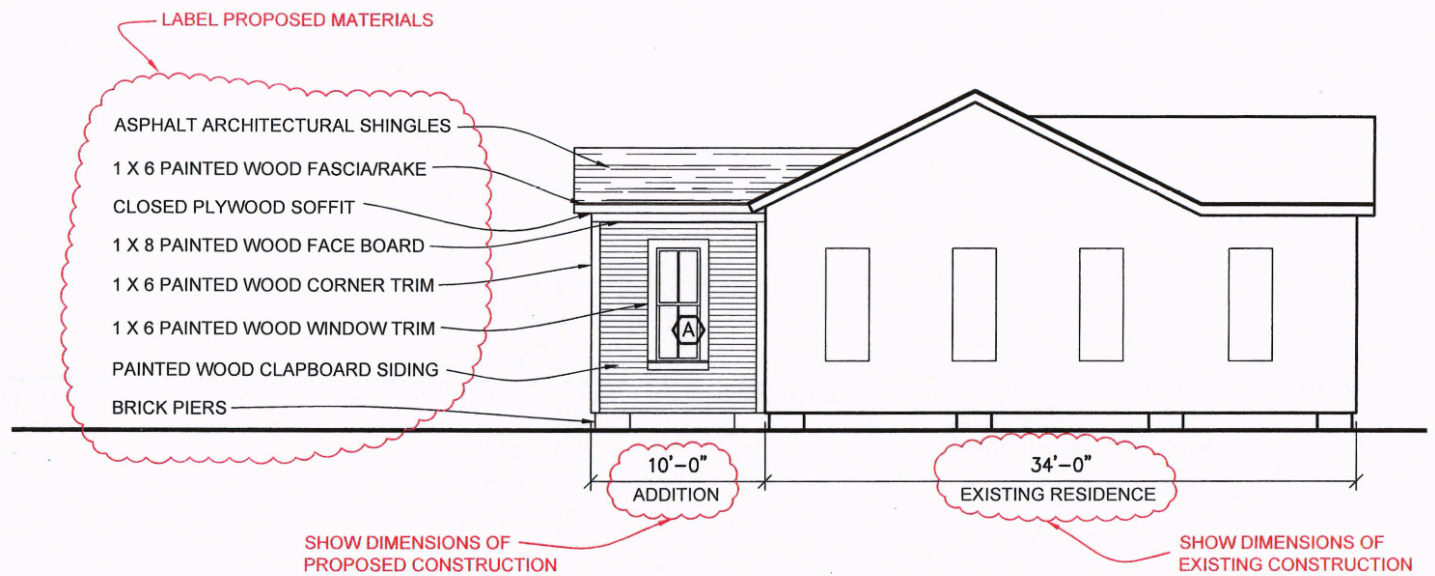 LABEL PROPOSED MATERIALS
ASPHALT ARCHITECTURAL SHINGLES
1 X 6 PAINTED WOOD FASCIA/RAKE
CLOSED PLYWOOD SOFFIT
1 X 8 PAINTED WOOD FACE BOARD
1 X 6 PAINTED WOOD CORNER TRIM
1 X 6 PAINTED WOOD WINDOW TRIM
A
PAINTED WOOD CLAPBOARD SIDING
BRICK PIERS
10'-0"
ADDITION
34'-0"
EXISTING RESIDENCE
SHOW DIMENSIONS OF
PROPOSED CONSTRUCTION
SHOW DIMENSIONS OF
EXISTING CONSTRUCTION